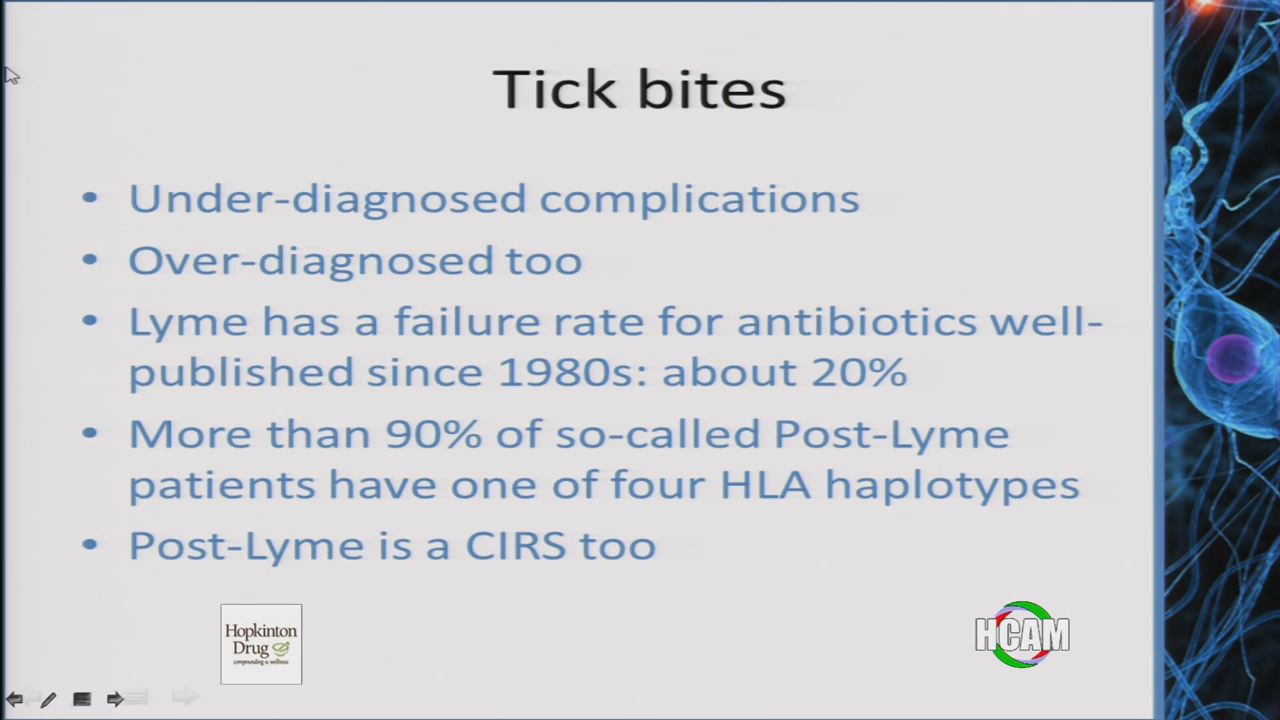 Tick bites
• Under-diagnosed complications
• Over-diagnosed too
• Lyme has a failure rate for antibiotics well-
published since 1980s: about 20%
• More than 90% of so-called Post-Lyme
patients have one of four HLA haplotypes
• Post-Lyme is a CIRS too
Hopkinton
Drug
compounding & wellness
HCAM